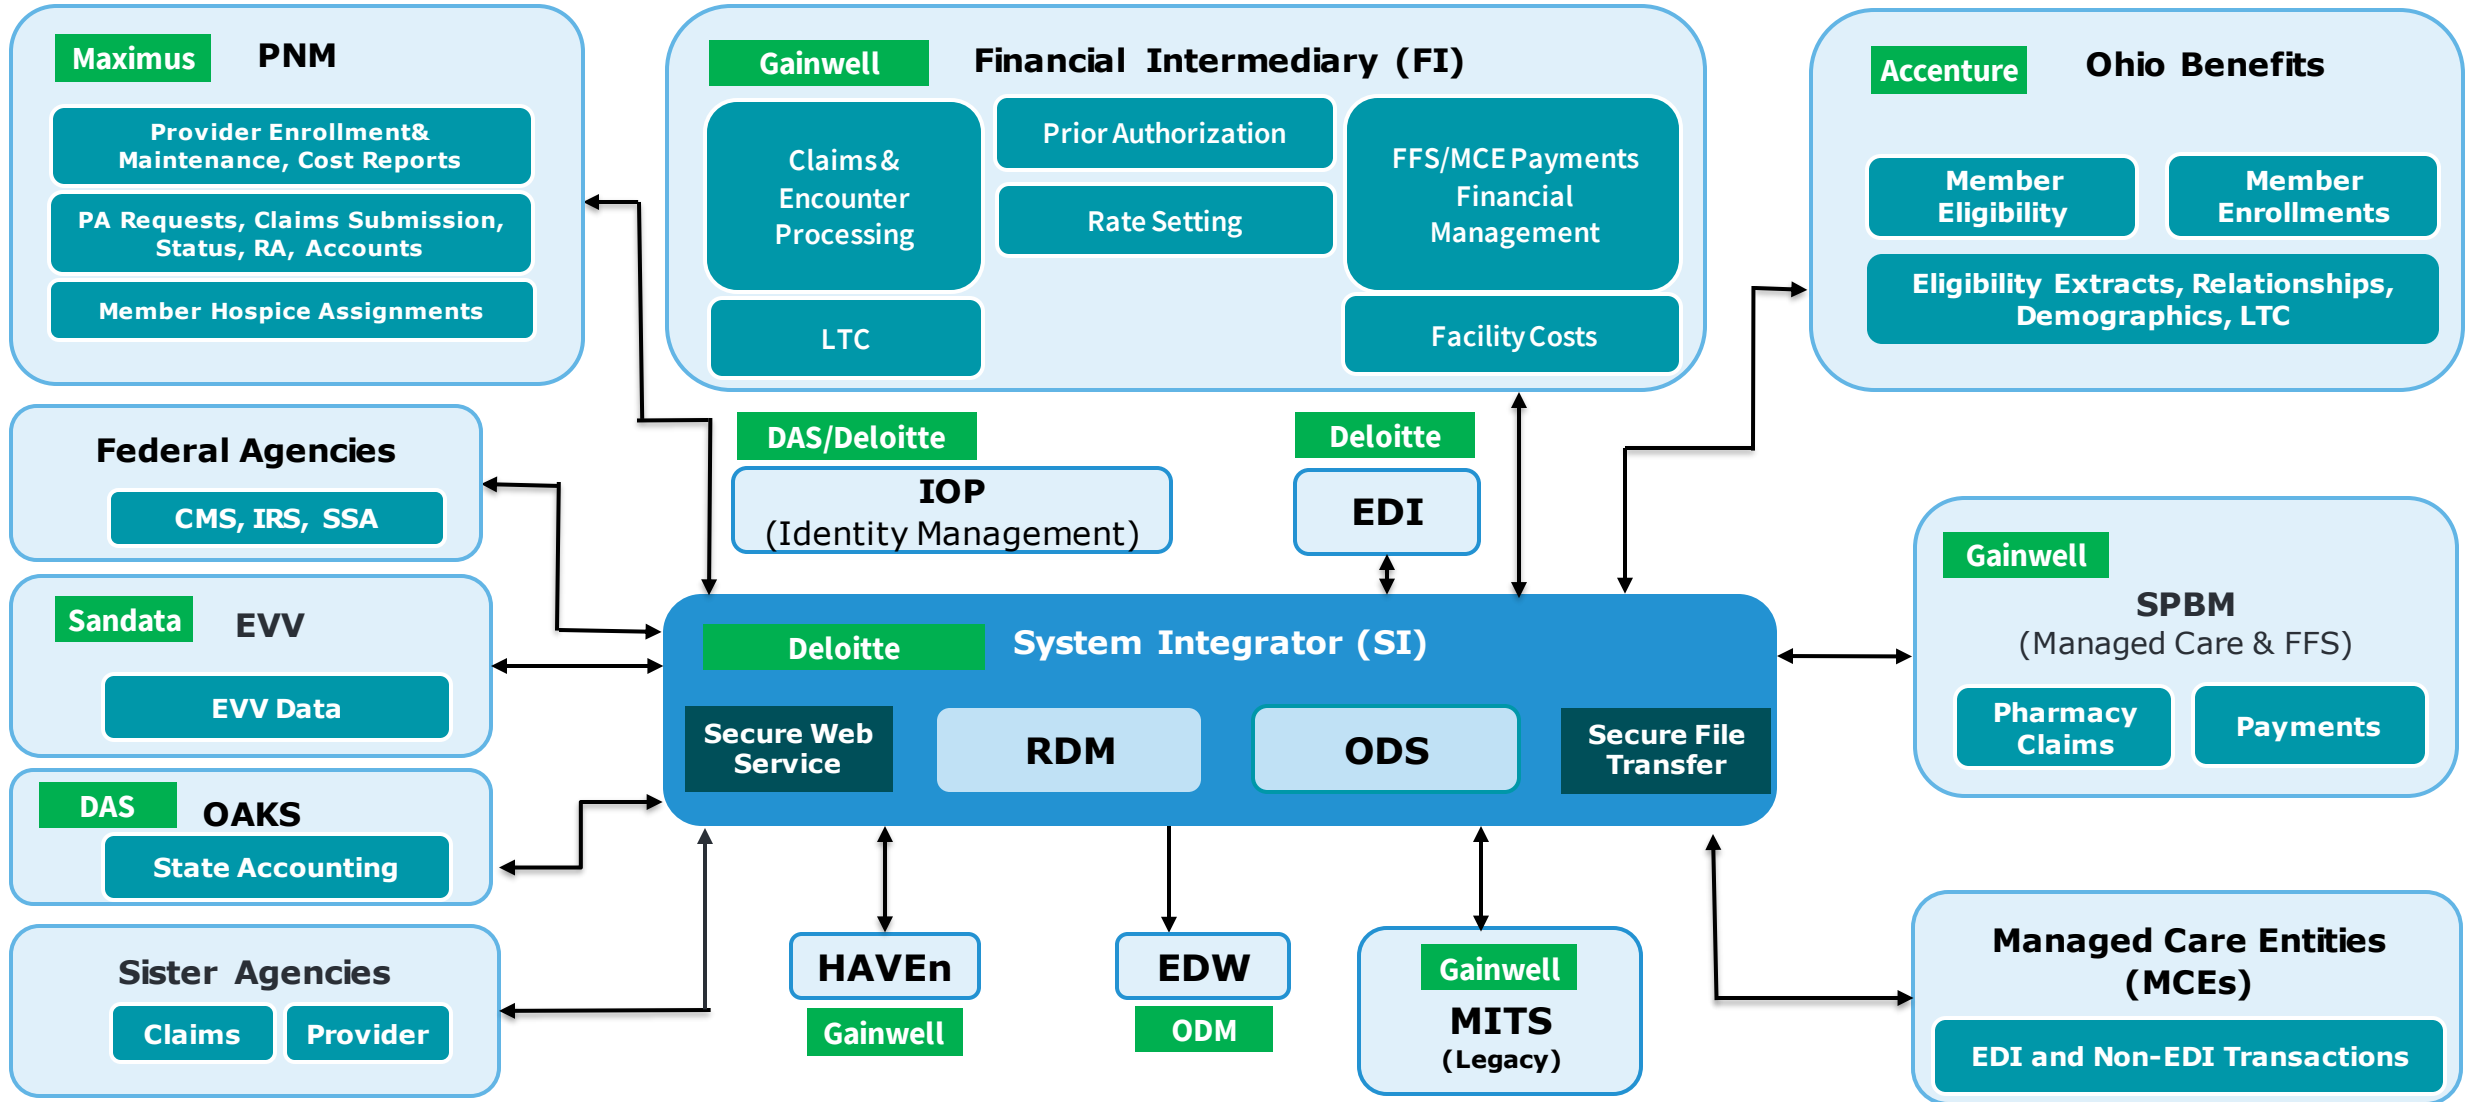 Maximus
PNM
Provider Enrollment&
Maintenance, Cost Reports
PA Requests, Claims Submission,
Status, RA, Accounts
Member Hospice Assignments
Gainwell
Financial Intermediary (FI)
Claims &
Encounter
Processing
Prior Authorization
Rate Setting
FFS/MCE Payments
Financial
Management
LTC
Facility Costs
Accenture
Ohio Benefits
Member
Eligibility
Member
Enrollments
Eligibility Extracts, Relationships,
Demographics, LTC
Federal Agencies
CMS, IRS, SSA
DAS/Deloitte
IOP
(Identity Management)
Deloitte
EDI
Sandata
EVV
EVV Data
Deloitte
System Integrator (SI)
Secure Web
Service
RDM
ODS
Secure File
Transfer
Gainwell
SPBM
(Managed Care & FFS)
Pharmacy
Claims
Payments
DAS
OAKS
State Accounting
Sister Agencies
Claims
Provider
HAVEn
Gainwell
EDW
ODM
Gainwell
MITS
(Legacy)
Managed Care Entities
(MCEs)
EDI and Non-EDI Transactions